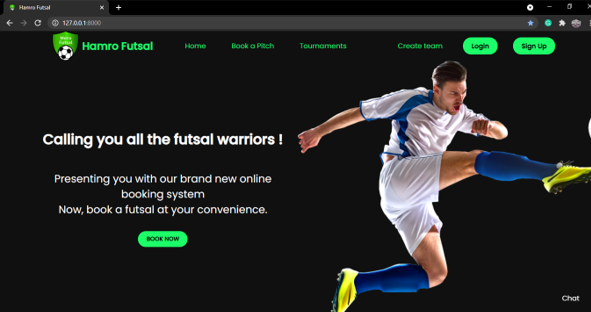 Hamro Futsal
127.0.0.1:8000
Hamro Futsal
Hamro Futsal
Home
Book a Pitch
Tournaments
Create team
Login
Sign Up
Calling you all the futsal warriors !
Presenting you with our brand new online
booking system
Now, book a futsal at your convenience.
BOOK NOW
Chat